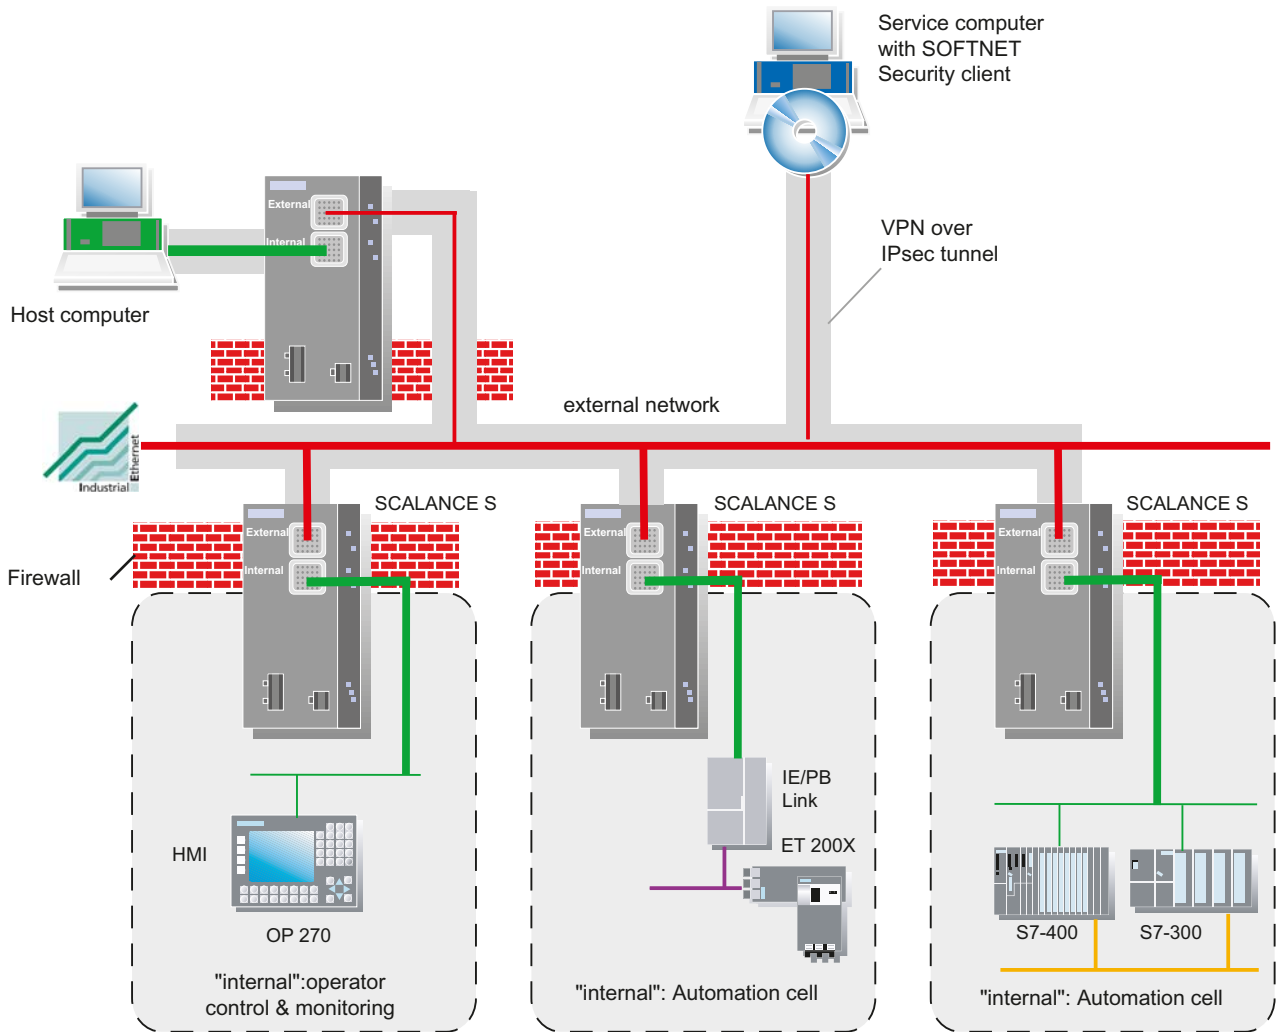 Service computer
with SOFTNET
Security client
External
Internal
VPN over
IPsec tunnel
Host computer
external network
Industrial Ethernet
SCALANCE S
SCALANCE S
SCALANCE S
External
Internal
External
Internal
External
Internal
Firewall
IE/PB
Link
ET 200X
HMI
OP 270
S7-400
S7-300
"internal":operator
control & monitoring
"internal": Automation cell
"internal": Automation cell